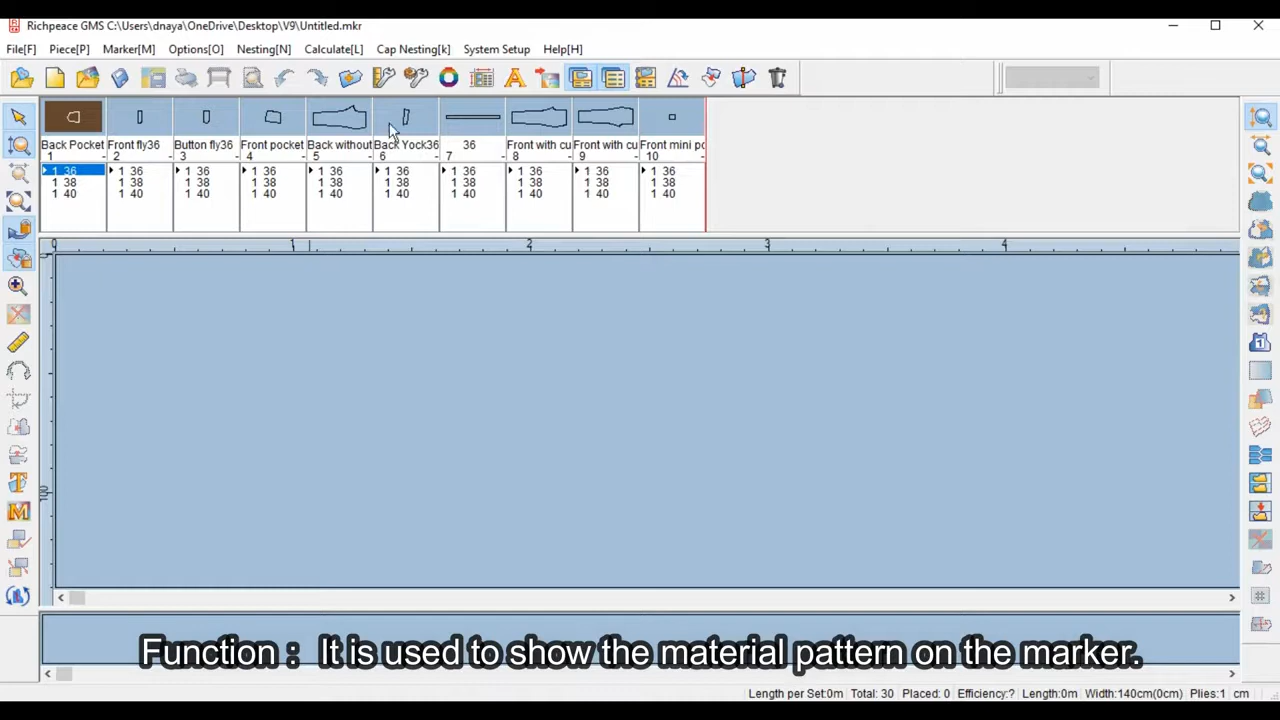 Richpeace GMS C:\Users\dnaya\OneDrive\Desktop\V9\Untitled.mkr
File[F] Piece[P] Marker[M] Options[O] Nesting[N] Calculate[L] Cap Nesting[k] System Setup Help[H]
Back Pocket Front fly36 Button fly36 Front pocket Back without Back Yock36 36 Front with cu Front with cu Front mini po
1 - 2 - 3 - 4 - 5 - 6 - 7 - 8 - 9 - 10 -
1 36 1 36 1 36 1 36 1 36 1 36 1 36 1 36 1 36 1 36
1 38 1 38 1 38 1 38 1 38 1 38 1 38 1 38 1 38 1 38
1 40 1 40 1 40 1 40 1 40 1 40 1 40 1 40 1 40 1 40
0 1 2 3 4
0
100
Function : It is used to show the material pattern on the marker.
Length per Set:0m Total: 30 Placed: 0 Efficiency:? Length:0m Width:140cm(0cm) Plies:1 cm